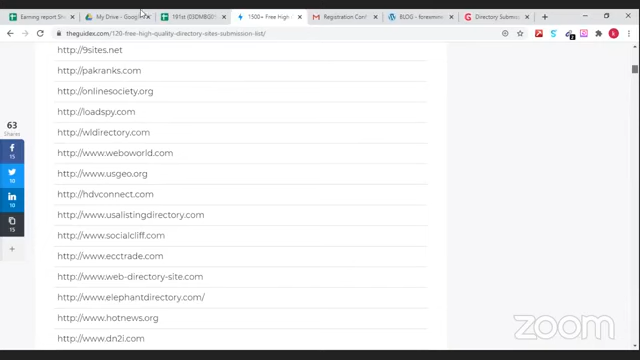 Earning report Sh
My Drive - Goog
191st (03DMBG0
1500+ Free High
Registration Conf
BLOG - foresmine
Directory Submis
theguidex.com/120-free-high-quality-directory-sites-submission-list/
http://9sites.net
http://pakranks.com
http://onlinesociety.org
http://loadspy.com
63
Shares
http://wldirectory.com
15
http://www.weboworld.com
10
http://www.usgeo.org
10
http://hdvconnect.com
15
http://www.usalistingdirectory.com
http://www.socialcliff.com
http://www.ecctrade.com
http://www.web-directory-site.com
http://www.elephantdirectory.com/
http://www.hotnews.org
http://www.dn2i.com
zoom